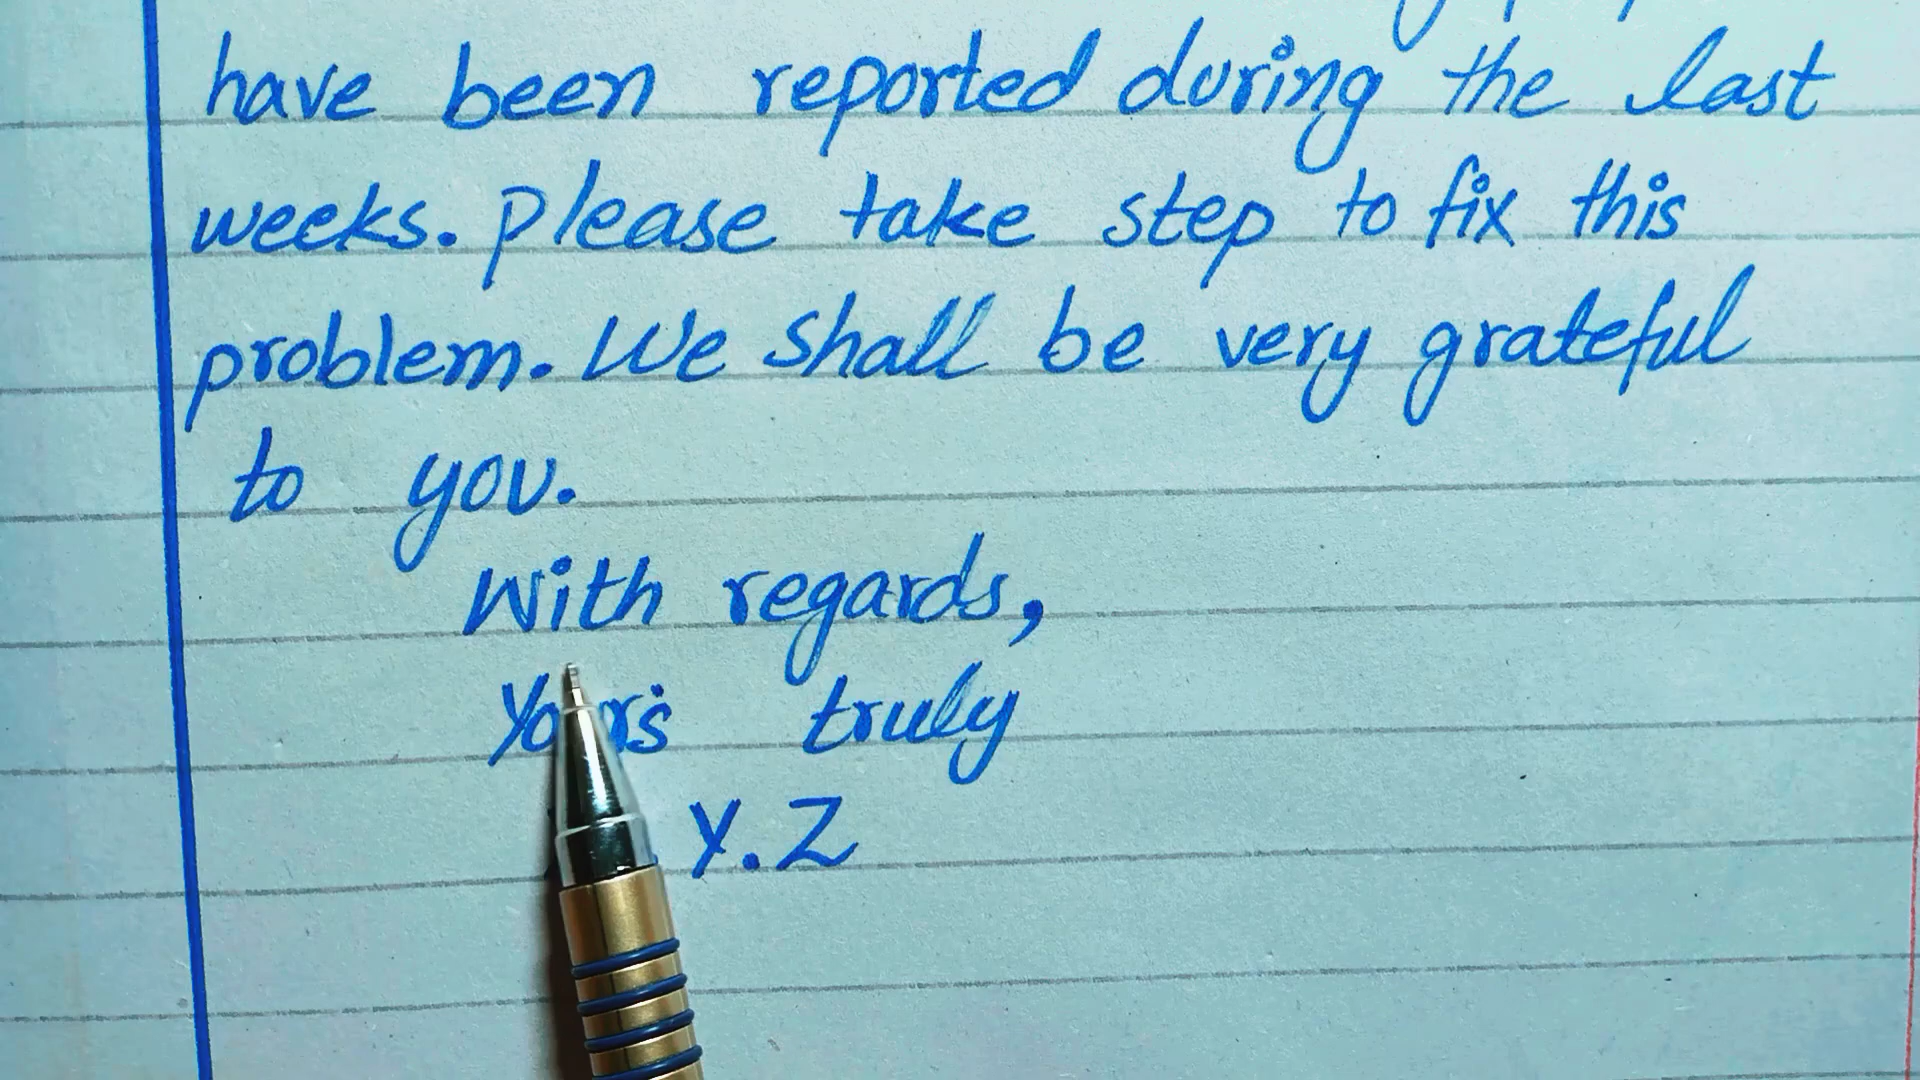 have been reported during the last
weeks. Please take step to fix this
problem. We shall be very grateful
to you.
With regards,
Yours truly
Y.Z